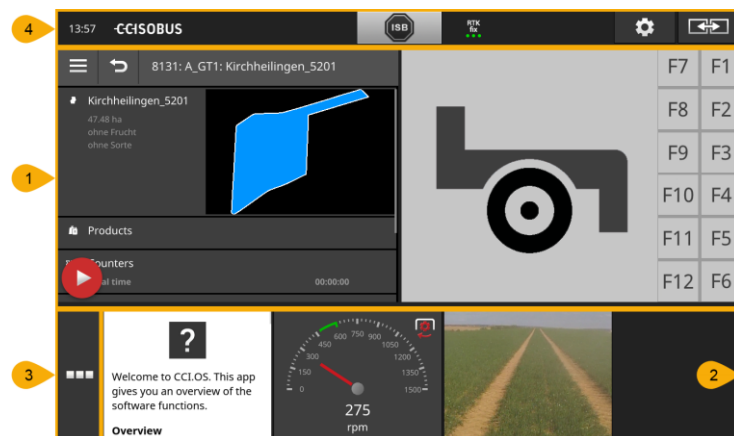 4
13:57 CCISOBUS
ISB
RTK
fix
8131: A_GT1: Kirchheilingen_5201
F7 F1
Kirchheilingen_5201
47.48 ha
ohne Frucht
ohne Sorte
F8 F2
F9 F3
1
F10 F4
Products
F11 F5
ounters
al time 00:00:00
F12 F6
?
Welcome to CCI.OS. This app
gives you an overview of the
software functions.
Overview
0 150 300 450 600 750 900 1050 1200 1350 1500
275
rpm
3
2